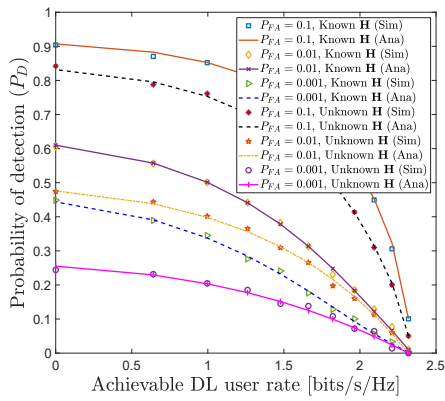 P_FA = 0.1, Known H (Sim)
P_FA = 0.1, Known H (Ana)
P_FA = 0.01, Known H (Sim)
P_FA = 0.01, Known H (Ana)
P_FA = 0.001, Known H (Sim)
P_FA = 0.001, Known H (Ana)
P_FA = 0.1, Unknown H (Sim)
P_FA = 0.1, Unknown H (Ana)
P_FA = 0.01, Unknown H (Sim)
P_FA = 0.01, Unknown H (Ana)
P_FA = 0.001, Unknown H (Sim)
P_FA = 0.001, Unknown H (Ana)
Probability of detection (P_D)
1
0.9
0.8
0.7
0.6
0.5
0.4
0.3
0.2
0.1
0
0 0.5 1 1.5 2 2.5
Achievable DL user rate [bits/s/Hz]